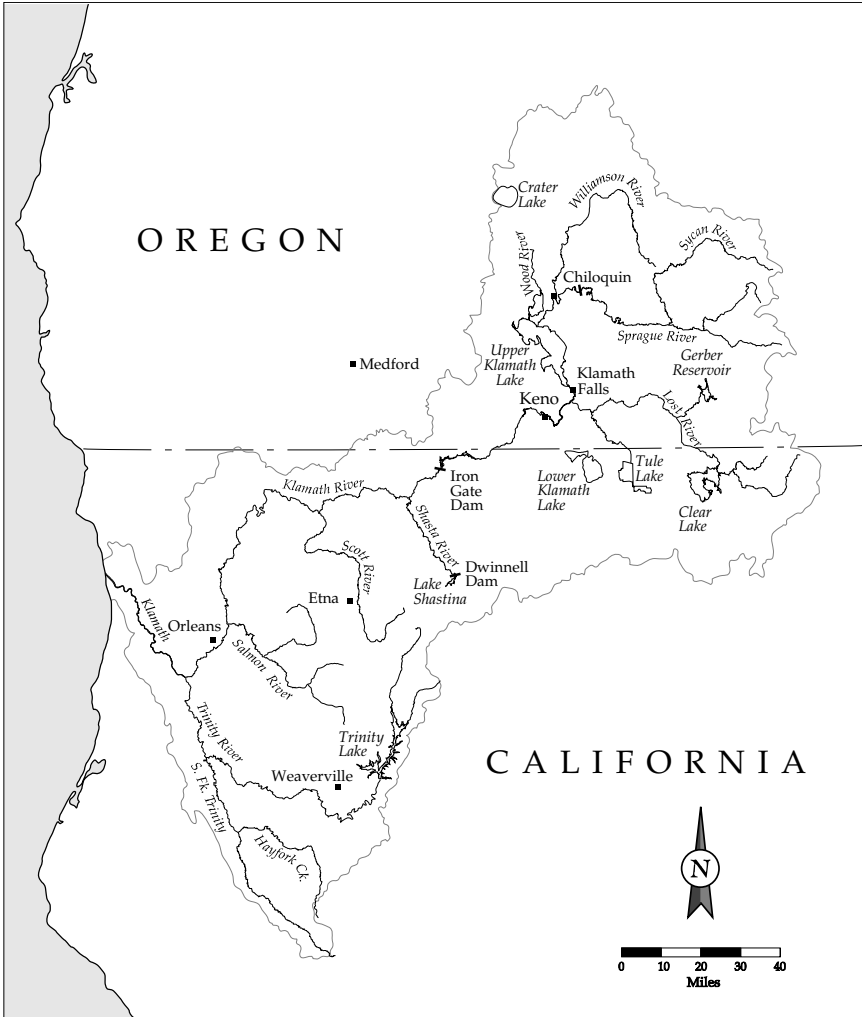 Crater
Lake
Williamson River
Sycan River
OREGON
Wood River
Chiloquin
Sprague River
Upper
Klamath
Lake
Gerber
Reservoir
Medford
Klamath
Falls
Keno
Lost River
Iron
Gate
Dam
Lower
Klamath
Lake
Tule
Lake
Clear
Lake
Klamath River
Shasta River
Scott River
Dwinnell
Dam
Lake
Shastina
Etna
Klamath
Orleans
Salmon River
Trinity River
Trinity
Lake
CALIFORNIA
Weaverville
S. Fk. Trinity
Hayfork Ck.
N
0 10 20 30 40
Miles